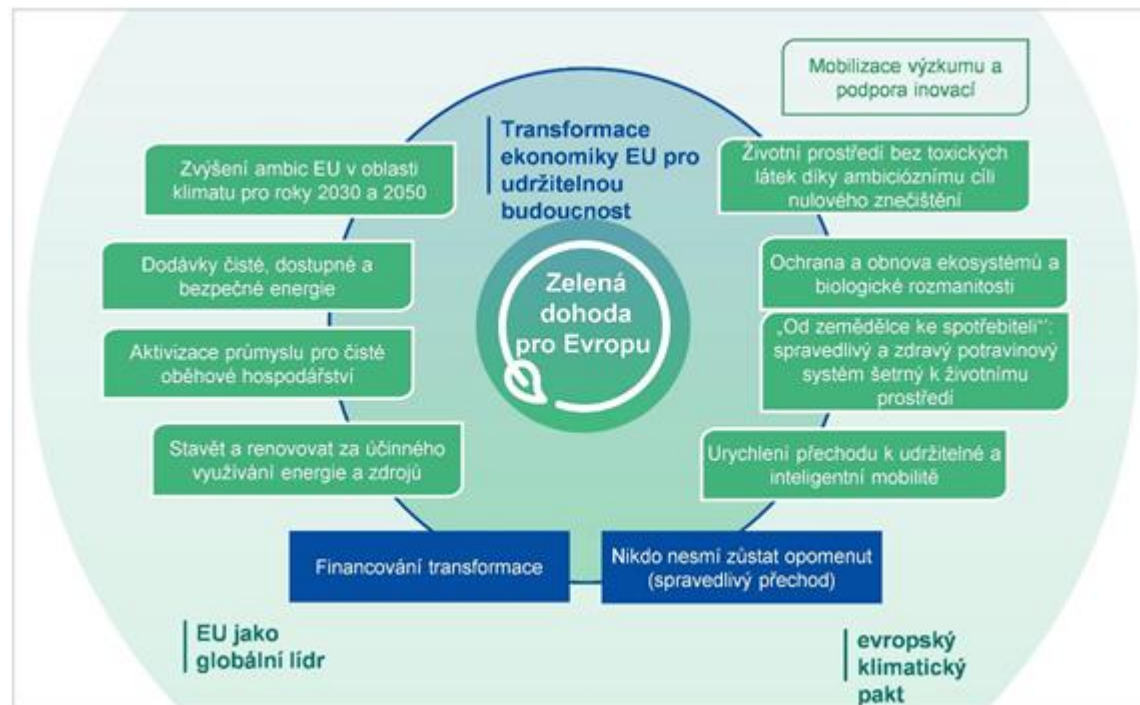 Mobilizace výzkumu a
podpora inovací
Transformace
ekonomiky EU pro
udržitelnou
budoucnost
Zvýšení ambic EU v oblasti
klimatu pro roky 2030 a 2050
Dodávky čisté, dostupné a
bezpečné energie
Aktivizace průmyslu pro čisté
oběhové hospodářství
Stavět a renovovat za účinného
využívání energie a zdrojů
Zelená
dohoda
pro Evropu
Životní prostředí bez toxických
látek díky ambicióznímu cíli
nulového znečištění
Ochrana a obnova ekosystémů a
biologické rozmanitosti
„Od zemědělce ke spotřebiteli“:
spravedlivý a zdravý potravinový
systém šetrný k životnímu
prostředí
Urychlení přechodu k udržitelné a
inteligentní mobilitě
Financování transformace
Nikdo nesmí zůstat opomenut
(spravedlivý přechod)
EU jako
globální lídr
evropský
klimatický
pakt